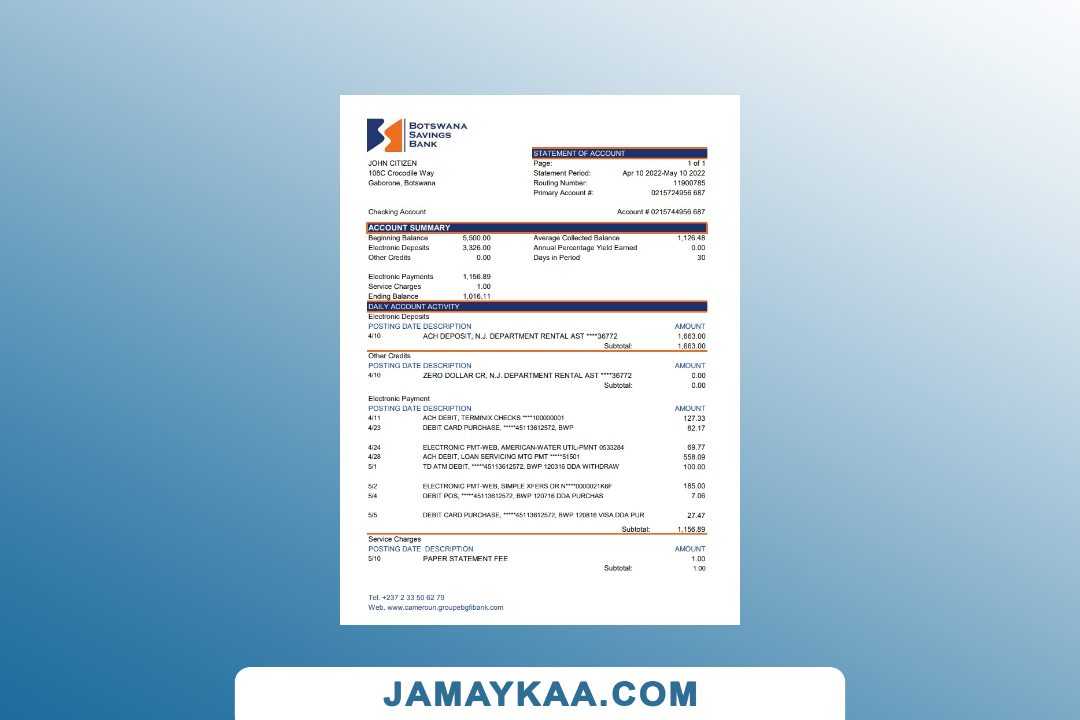 BOTSWANA
SAVINGS
BANK
STATEMENT OF ACCOUNT
JOHN CITIZEN Page: 1 of 1
108C Crocodile Way Statement Period: Apr 10 2022-May 10 2022
Gaborone, Botswana Routing Number: 11900785
Primary Account #: 0215724956 687
Checking Account Account # 0215744956 687
ACCOUNT SUMMARY
Beginning Balance 5,500.00 Average Collected Balance 1,126.48
Electronic Deposits 3,326.00 Annual Percentage Yield Earned 0.00
Other Credits 0.00 Days in Period 30
Electronic Payments 1,156.89
Service Charges 1.00
Ending Balance 1,016.11
DAILY ACCOUNT ACTIVITY
Electronic Deposits
POSTING DATE DESCRIPTION AMOUNT
4/10 ACH DEPOSIT, N.J. DEPARTMENT RENTAL AST ****36772 1,663.00
Subtotal: 1,663.00
Other Credits
POSTING DATE DESCRIPTION AMOUNT
4/10 ZERO DOLLAR CR, N.J. DEPARTMENT RENTAL AST ****36772 0.00
Subtotal: 0.00
Electronic Payment
POSTING DATE DESCRIPTION AMOUNT
4/11 ACH DEBIT, TERMINIX CHECKS ****100000001 127.33
4/23 DEBIT CARD PURCHASE, *****45113612572, BWP 82.17
4/24 ELECTRONIC PMT-WEB, AMERICAN-WATER UTIL-PMNT 0533284 69.77
4/28 ACH DEBIT, LOAN SERVICING MTG PMT *****51501 558.09
5/1 TD ATM DEBIT, *****45113612572, BWP 120316 DDA WITHDRAW 100.00
5/2 ELECTRONIC PMT-WEB, SIMPLE XFERS DR N****0000021K6F 185.00
5/4 DEBIT POS, *****45113612572, BWP 120716 DDA PURCHAS 7.06
5/5 DEBIT CARD PURCHASE, *****45113612572, BWP 120816 VISA DDA PUR 27.47
Subtotal: 1,156.89
Service Charges
POSTING DATE DESCRIPTION AMOUNT
5/10 PAPER STATEMENT FEE 1.00
Subtotal: 1.00
Tel. +237 2 33 50 62 79
Web. www.cameroun.groupebgfibank.com
JAMAYKAA.COM